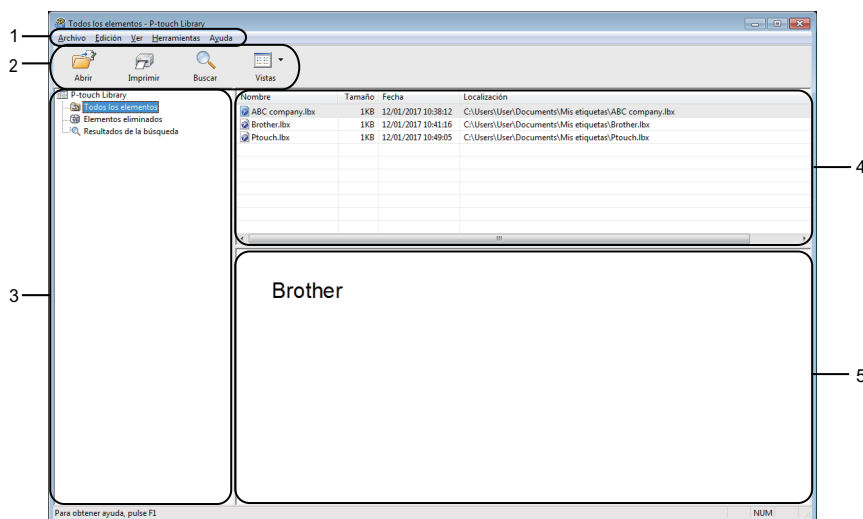 Todos los elementos - P-touch Library
1
Archivo Edición Ver Herramientas Ayuda
2
Abrir Imprimir Buscar Vistas
P-touch Library
Todos los elementos
Elementos eliminados
Resultados de la búsqueda
Nombre Tamaño Fecha Localización
ABC company.lbx 1KB 12/01/2017 10:38:12 C:\Users\User\Documents\Mis etiquetas\ABC company.lbx
Brother.lbx 1KB 12/01/2017 10:41:16 C:\Users\User\Documents\Mis etiquetas\Brother.lbx
Ptouch.lbx 1KB 12/01/2017 10:49:05 C:\Users\User\Documents\Mis etiquetas\Ptouch.lbx
4
3
Brother
5
Para obtener ayuda, pulse F1 NUM